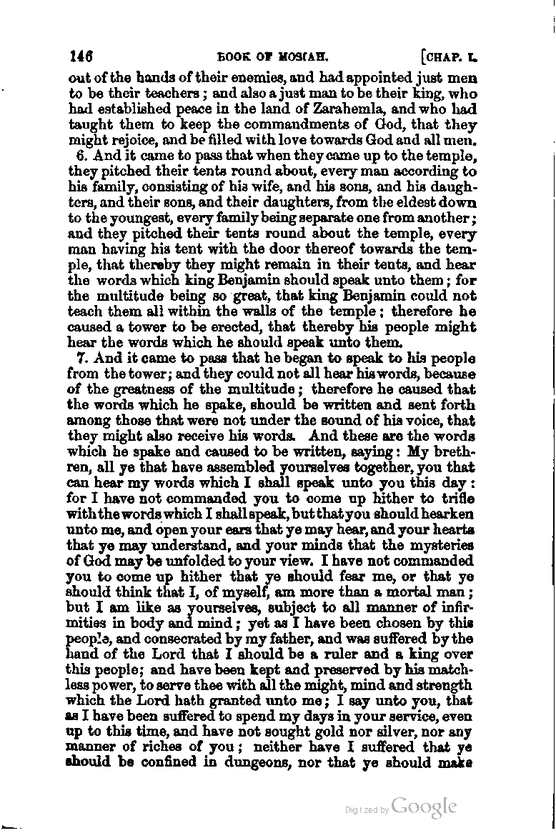 146 BOOK OF MOSIAH. [CHAP. I.
out of the hands of their enemies, and had appointed just men
to be their teachers; and also a just man to be their king, who
had established peace in the land of Zarahemla, and who had
taught them to keep the commandments of God, that they
might rejoice, and be filled with love towards God and all men.
6. And it came to pass that when they came up to the temple,
they pitched their tents round about, every man according to
his family, consisting of his wife, and his sons, and his daugh-
ters, and their sons, and their daughters, from the eldest down
to the youngest, every family being separate one from another;
and they pitched their tents round about the temple, every
man having his tent with the door thereof towards the tem-
ple, that thereby they might remain in their tents, and hear
the words which king Benjamin should speak unto them; for
the multitude being so great, that king Benjamin could not
teach them all within the walls of the temple; therefore he
caused a tower to be erected, that thereby his people might
hear the words which he should speak unto them.
7. And it came to pass that he began to speak to his people
from the tower; and they could not all hear his words, because
of the greatness of the multitude; therefore he caused that
the words which he spake, should be written and sent forth
among those that were not under the sound of his voice, that
they might also receive his words. And these are the words
which he spake and caused to be written, saying: My breth-
ren, all ye that have assembled yourselves together, you that
can hear my words which I shall speak unto you this day:
for I have not commanded you to come up hither to trifle
with the words which I shall speak, but that you should hearken
unto me, and open your ears that ye may hear, and your hearts
that ye may understand, and your minds that the mysteries
of God may be unfolded to your view. I have not commanded
you to come up hither that ye should fear me, or that ye
should think that I, of myself, am more than a mortal man;
but I am like as yourselves, subject to all manner of infir-
mities in body and mind; yet as I have been chosen by this
people, and consecrated by my father, and was suffered by the
hand of the Lord that I should be a ruler and a king over
this people; and have been kept and preserved by his match-
less power, to serve thee with all the might, mind and strength
which the Lord hath granted unto me; I say unto you, that
as I have been suffered to spend my days in your service, even
up to this time, and have not sought gold nor silver, nor any
manner of riches of you; neither have I suffered that ye
should be confined in dungeons, nor that ye should make
Digitized by Google